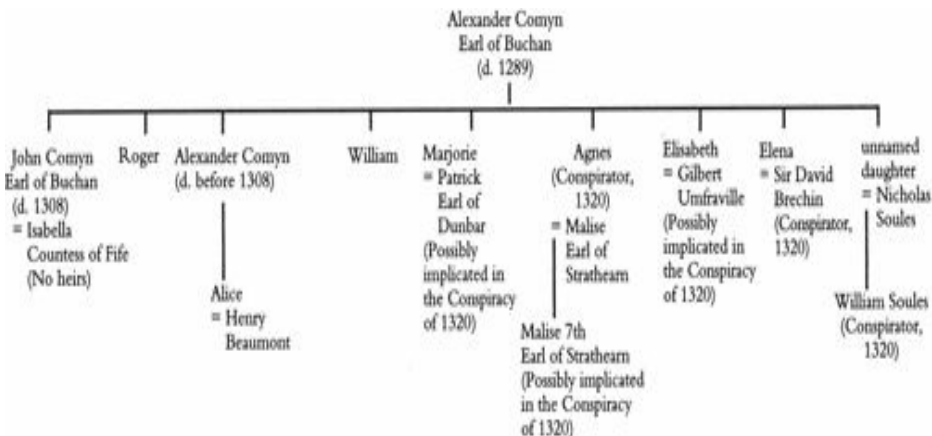 Alexander Comyn
Earl of Buchan
(d. 1289)
John Comyn
Earl of Buchan
(d. 1308)
= Isabella
Countess of Fife
(No heirs)
Roger
Alexander Comyn
(d. before 1308)
Alice
= Henry
Beaumont
William
Marjorie
= Patrick
Earl of
Dunbar
(Possibly
implicated in
the Conspiracy
of 1320)
Agnes
(Conspirator,
1320)
= Malise
Earl of
Strathearn
Malise 7th
Earl of Strathearn
(Possibly implicated
in the Conspiracy
of 1320)
Elisabeth
= Gilbert
Umfraville
(Possibly
implicated in
the Conspiracy
of 1320)
Elena
= Sir David
Brechin
(Conspirator,
1320)
unnamed
daughter
= Nicholas
Soules
William Soules
(Conspirator,
1320)